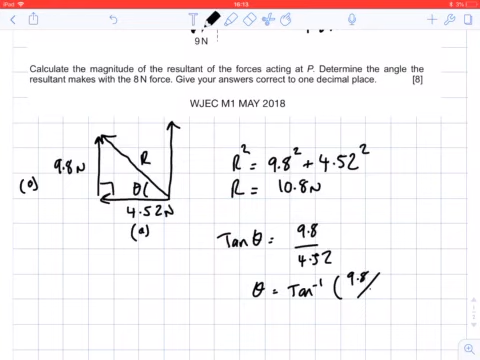 iPad
16:13
9N
Calculate the magnitude of the resultant of the forces acting at P. Determine the angle the
resultant makes with the 8 N force. Give your answers correct to one decimal place. [8]
WJEC M1 MAY 2018
9.8N
R
(o)
θ
4.52N
(a)
R² = 9.8² + 4.52²
R = 10.8N
Tanθ = 9.8
4.52
θ = Tan⁻¹ ( 9.8/